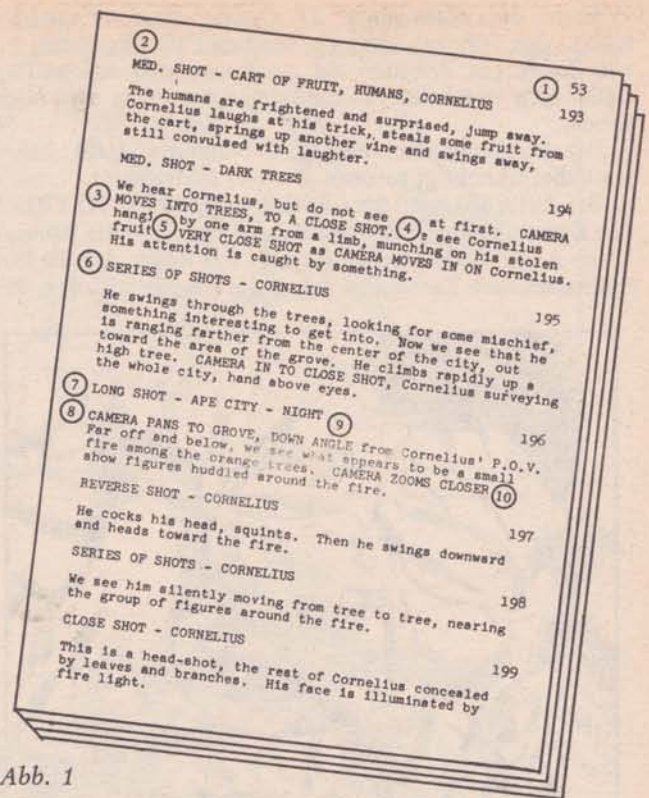 ② ① 53
MED. SHOT - CART OF FRUIT, HUMANS, CORNELIUS 193
The humans are frightened and surprised, jump away.
Cornelius laughs at his trick, steals some fruit from
the cart, springs up another vine and swings away,
still convulsed with laughter.
MED. SHOT - DARK TREES 194
We hear Cornelius, but do not see at first. CAMERA
③ MOVES INTO TREES, TO A CLOSE SHOT. ④ see Cornelius
hangi by one arm from a limb, munching on his stolen
fruit ⑤ VERY CLOSE SHOT as CAMERA MOVES IN ON Cornelius.
His attention is caught by something.
⑥ SERIES OF SHOTS - CORNELIUS 195
He swings through the trees, looking for some mischief,
something interesting to get into. Now we see that he
is ranging farther from the center of the city, out
toward the area of the grove. He climbs rapidly up a
high tree. CAMERA IN TO CLOSE SHOT, Cornelius surveying
the whole city, hand above eyes.
⑦ LONG SHOT - APE CITY - NIGHT ⑨ 196
⑧ CAMERA PANS TO GROVE, DOWN ANGLE from Cornelius' P.O.V.
Far off and below, we see what appears to be a small
fire among the orange trees. CAMERA ZOOMS CLOSER ⑩
show figures huddled around the fire.
REVERSE SHOT - CORNELIUS 197
He cocks his head, squints. Then he swings downward
and heads toward the fire.
SERIES OF SHOTS - CORNELIUS 198
We see him silently moving from tree to tree, nearing
the group of figures around the fire.
CLOSE SHOT - CORNELIUS 199
This is a head-shot, the rest of Cornelius concealed
by leaves and branches. His face is illuminated by
fire light.
Abb. 1